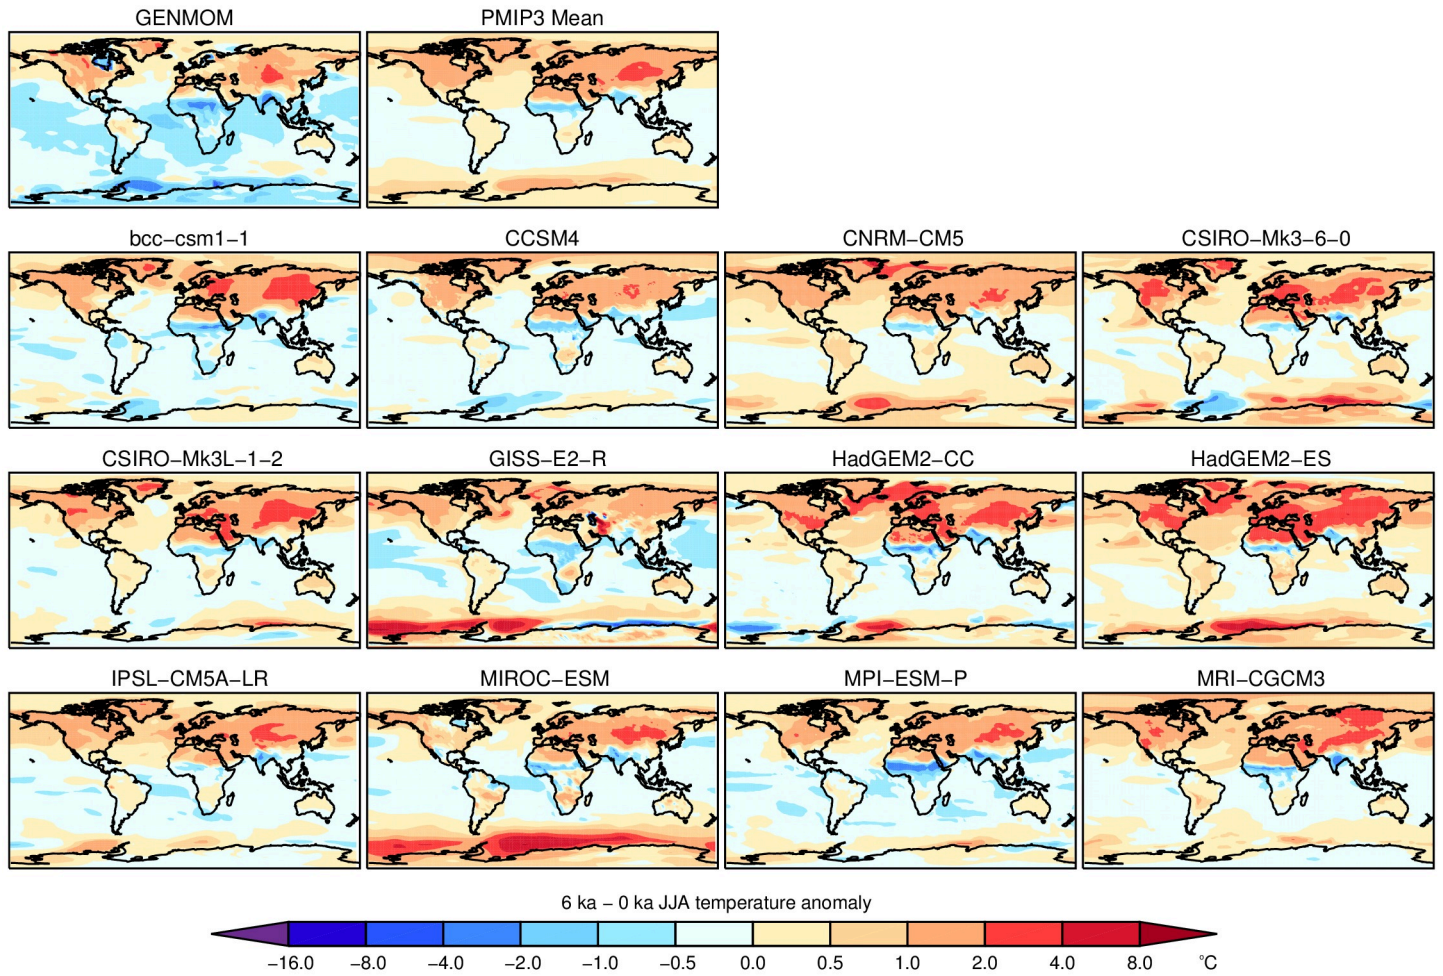 GENMOM PMIP3 Mean
bcc−csm1−1 CCSM4 CNRM−CM5 CSIRO−Mk3−6−0
CSIRO−Mk3L−1−2 GISS−E2−R HadGEM2−CC HadGEM2−ES
IPSL−CM5A−LR MIROC−ESM MPI−ESM−P MRI−CGCM3
6 ka − 0 ka JJA temperature anomaly
−16.0 −8.0 −4.0 −2.0 −1.0 −0.5 0.0 0.5 1.0 2.0 4.0 8.0 °C